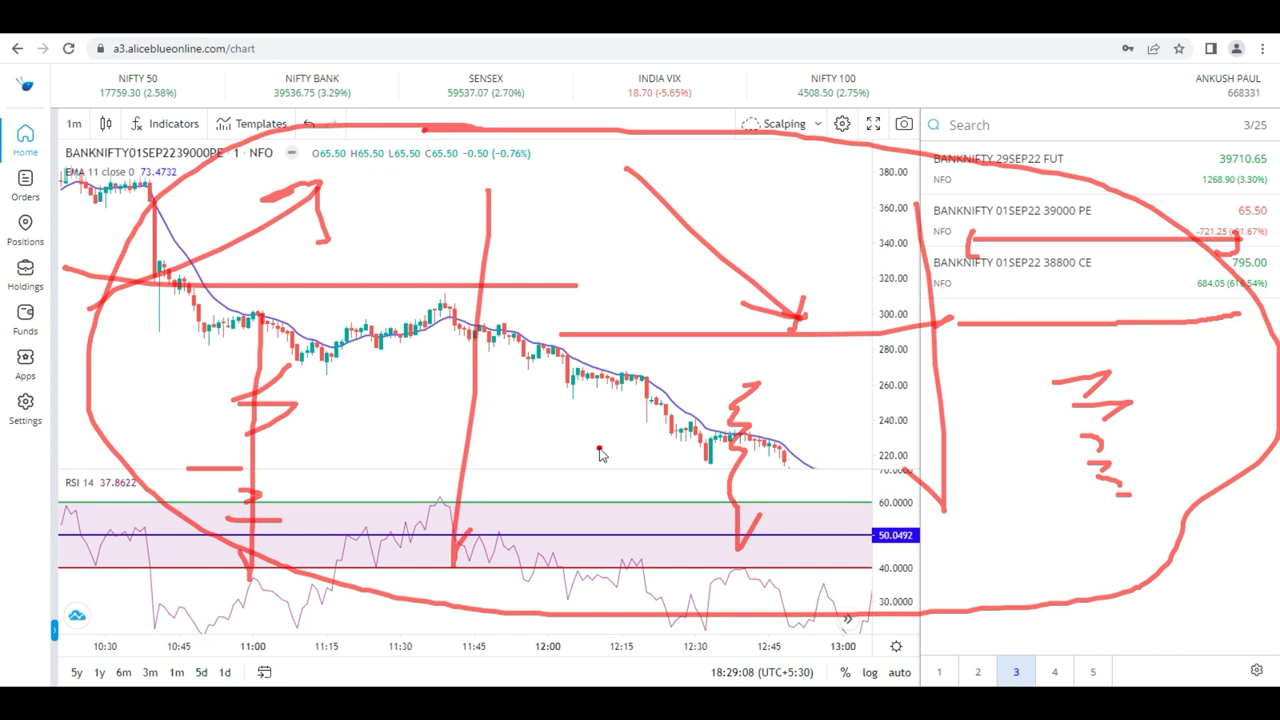 a3.aliceblueonline.com/chart
NIFTY 50 NIFTY BANK SENSEX INDIA VIX NIFTY 100 ANKUSH PAUL
17759.30 (2.58%) 39536.75 (3.29%) 59537.07 (2.70%) 18.70 (-5.65%) 4508.50 (2.75%) 668331
1m Indicators Templates Scalping Search 3/25
Home
BANKNIFTY01SEP2239000PE · 1 · NFO O65.50 H65.50 L65.50 C65.50 -0.50 (-0.76%)
EMA 11 close 0 73.4732
BANKNIFTY 29SEP22 FUT 39710.65
NFO 1268.90 (3.30%)
BANKNIFTY 01SEP22 39000 PE 65.50
NFO -721.25 (-91.67%)
BANKNIFTY 01SEP22 38800 CE 795.00
NFO
Orders
Positions
Holdings
Funds
Apps
Settings
380.00
360.00
340.00
320.00
300.00
280.00
260.00
240.00
220.00
70.0000
RSI 14 37.8622
60.0000
50.0492
40.0000
30.0000
10:30 10:45 11:00 11:15 11:30 11:45 12:00 12:15 12:30 12:45 13:00
5y 1y 6m 3m 1m 5d 1d 18:29:08 (UTC+5:30) % log auto
1 2 3 4 5